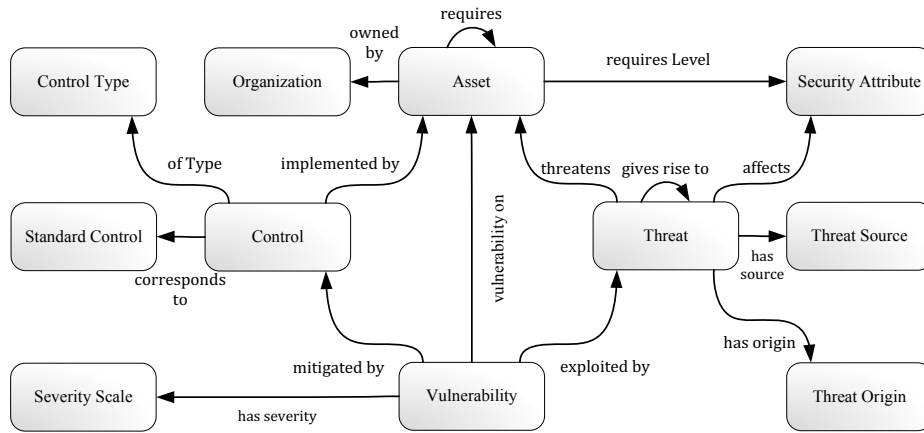 requires
owned
by
Control Type
Organization
Asset
requires Level
Security Attribute
of Type
implemented by
threatens
gives rise to
affects
vulnerability on
Standard Control
Control
Threat
Threat Source
corresponds
to
has
source
mitigated by
exploited by
has origin
Severity Scale
has severity
Vulnerability
Threat Origin